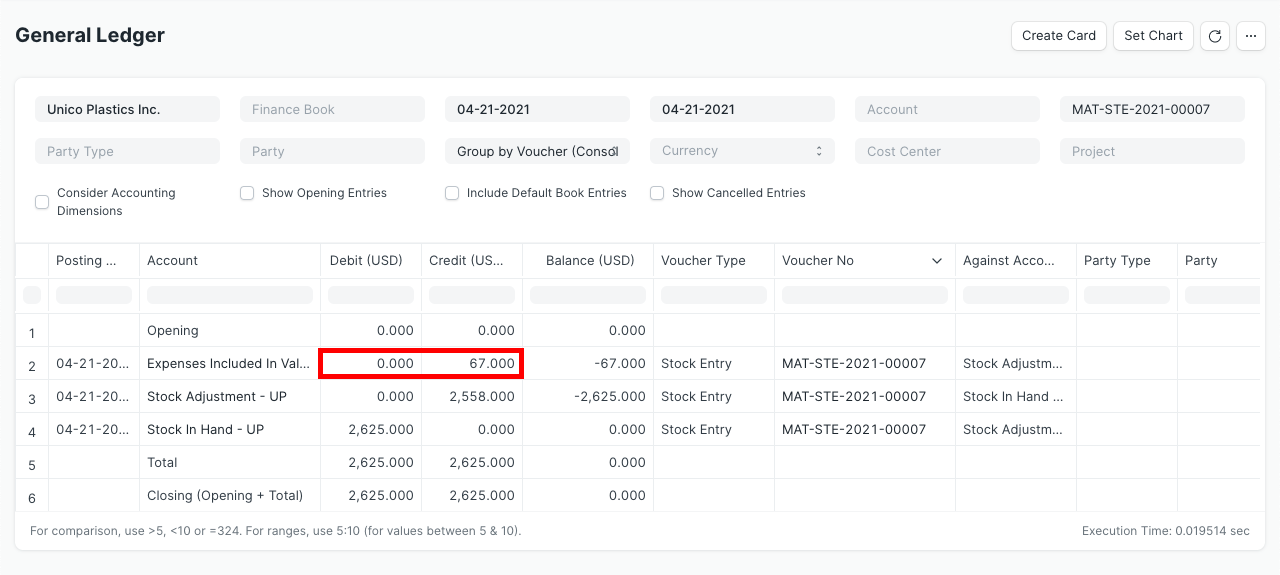 General Ledger
Create Card Set Chart ...
Unico Plastics Inc. Finance Book 04-21-2021 04-21-2021 Account MAT-STE-2021-00007
Party Type Party Group by Voucher (Consol Currency Cost Center Project
Consider Accounting Dimensions Show Opening Entries Include Default Book Entries Show Cancelled Entries
Posting ... Account Debit (USD) Credit (US... Balance (USD) Voucher Type Voucher No Against Acco... Party Type Party
1 Opening 0.000 0.000 0.000
2 04-21-20... Expenses Included In Val... 0.000 67.000 -67.000 Stock Entry MAT-STE-2021-00007 Stock Adjustm...
3 04-21-20... Stock Adjustment - UP 0.000 2,558.000 -2,625.000 Stock Entry MAT-STE-2021-00007 Stock In Hand ...
4 04-21-20... Stock In Hand - UP 2,625.000 0.000 0.000 Stock Entry MAT-STE-2021-00007 Stock Adjustm...
5 Total 2,625.000 2,625.000 0.000
6 Closing (Opening + Total) 2,625.000 2,625.000 0.000
For comparison, use >5, <10 or =324. For ranges, use 5:10 (for values between 5 & 10). Execution Time: 0.019514 sec